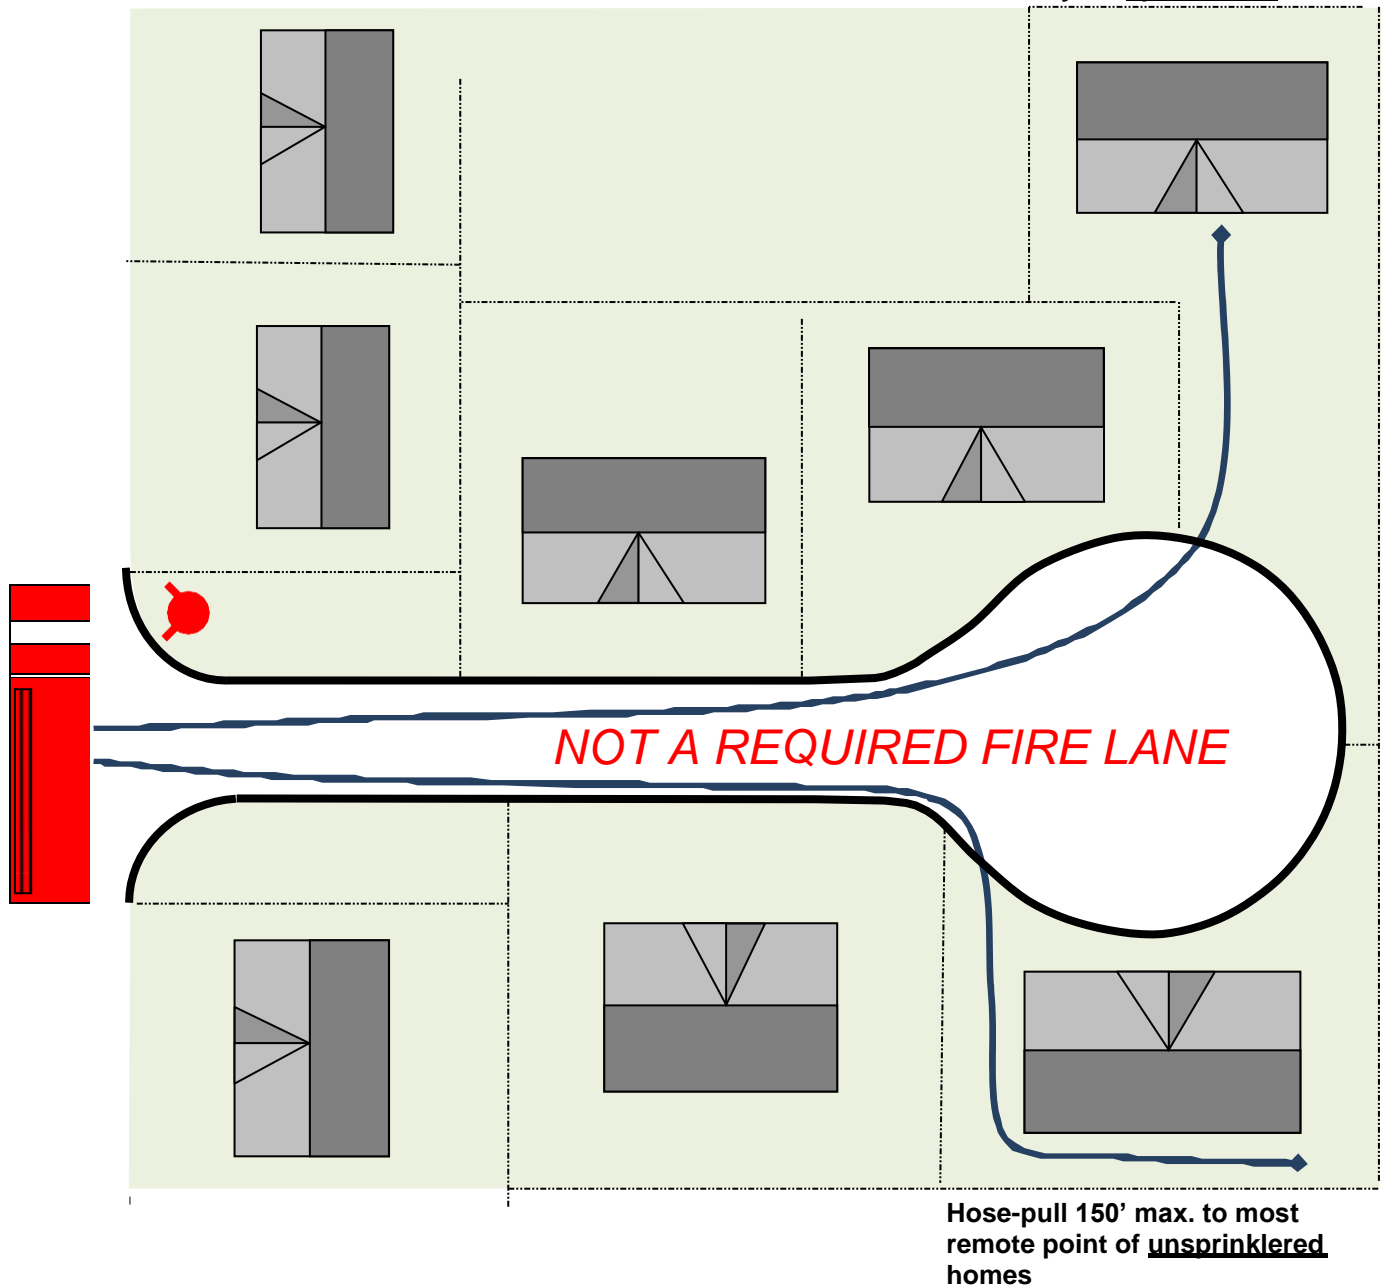 NOT A REQUIRED FIRE LANE
Hose-pull 150’ max. to most
remote point of unsprinklered
homes